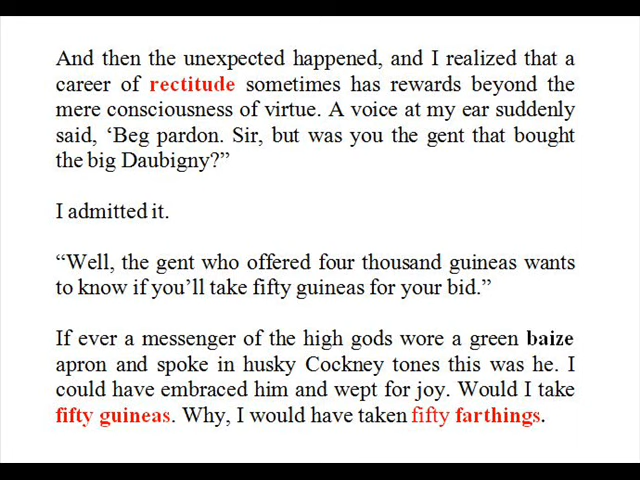 And then the unexpected happened, and I realized that a
career of rectitude sometimes has rewards beyond the
mere consciousness of virtue. A voice at my ear suddenly
said, ‘Beg pardon. Sir, but was you the gent that bought
the big Daubigny?”
I admitted it.
“Well, the gent who offered four thousand guineas wants
to know if you’ll take fifty guineas for your bid.”
If ever a messenger of the high gods wore a green baize
apron and spoke in husky Cockney tones this was he. I
could have embraced him and wept for joy. Would I take
fifty guineas. Why, I would have taken fifty farthings.